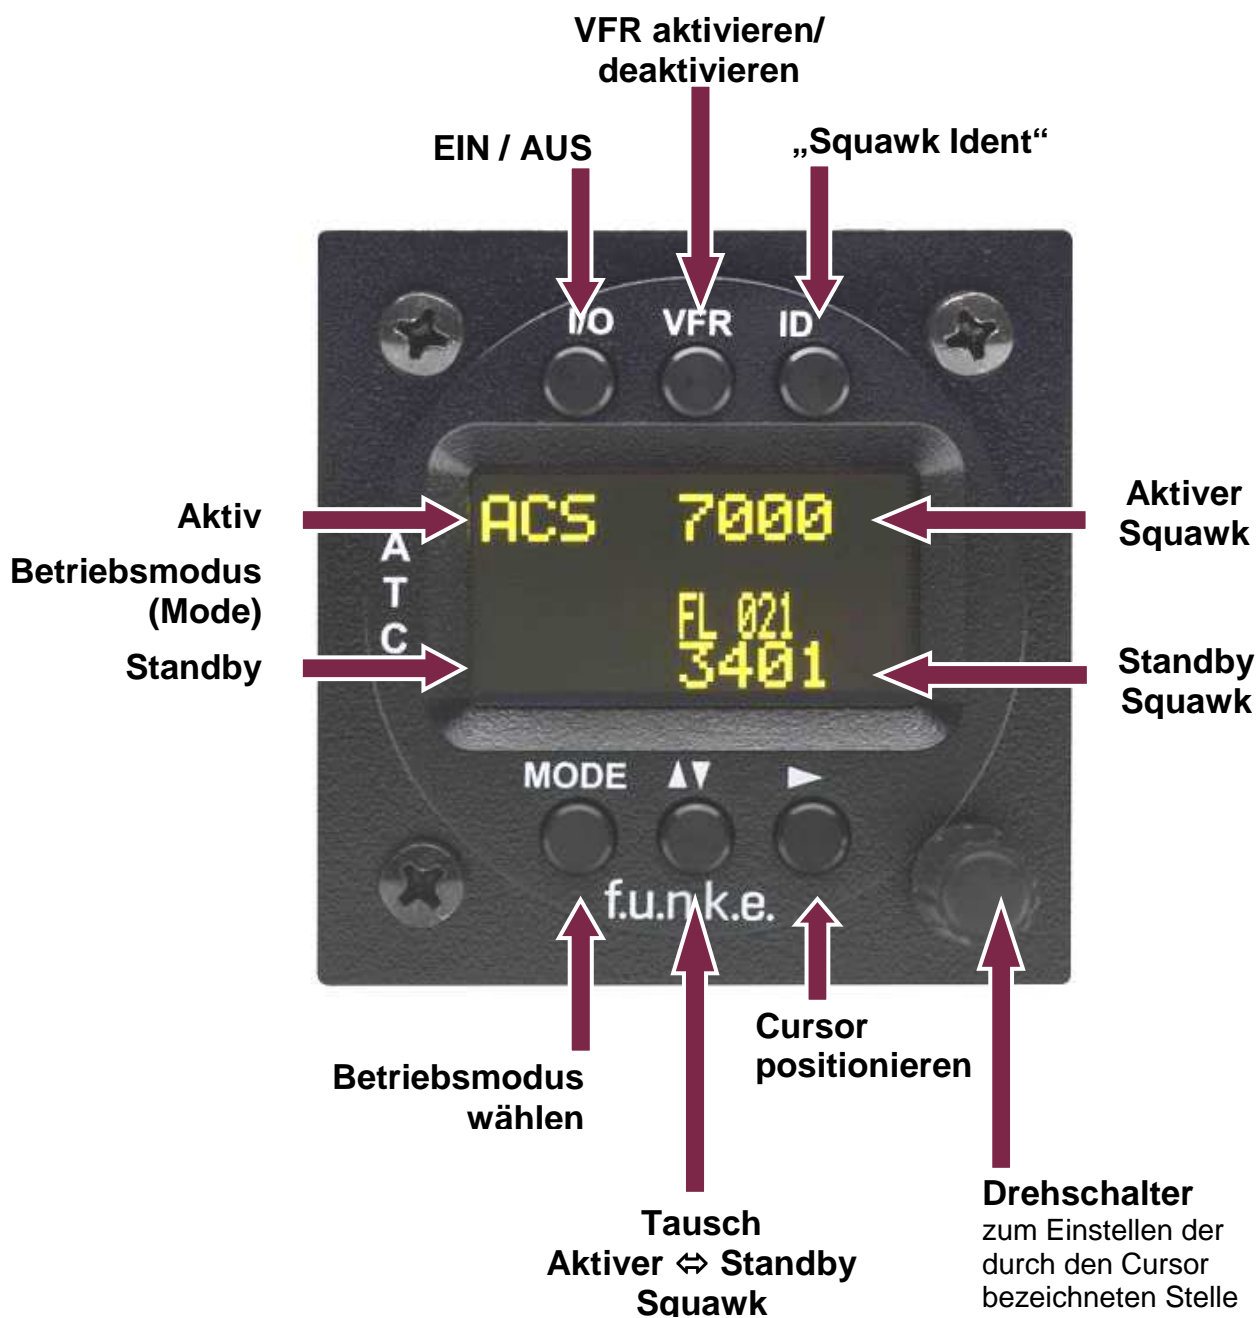 VFR aktivieren/
deaktivieren
EIN / AUS
„Squawk Ident“
I/O VFR ID
Aktiv
ACS 7000
Aktiver
Squawk
A
T
C
Betriebsmodus
(Mode)
FL 021
Standby
3401
Standby
Squawk
MODE ▲▼ ►
f.u.n.k.e.
Cursor
positionieren
Betriebsmodus
wählen
Drehschalter
zum Einstellen der
durch den Cursor
bezeichneten Stelle
Tausch
Aktiver ⇔ Standby
Squawk